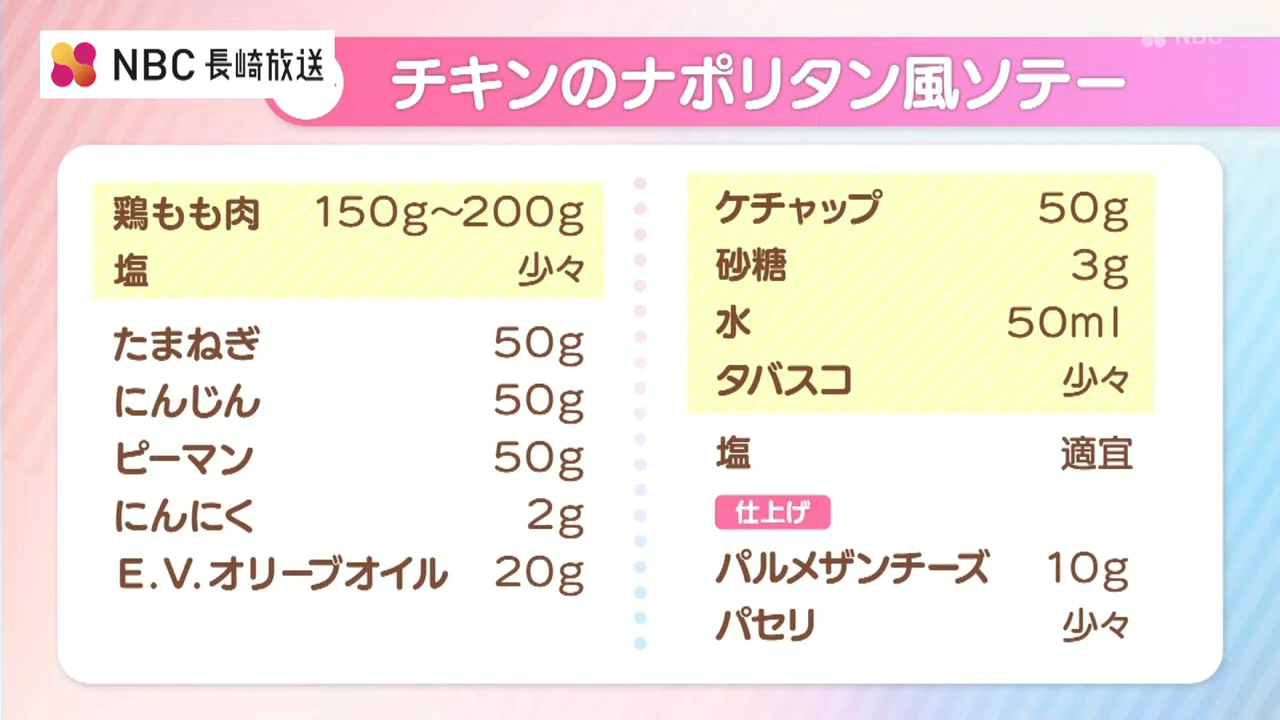 NBC 長崎放送
NBC
チキンのナポリタン風ソテー
鶏もも肉 150g～200g
塩 少々
たまねぎ 50g
にんじん 50g
ピーマン 50g
にんにく 2g
E.V.オリーブオイル 20g
ケチャップ 50g
砂糖 3g
水 50ml
タバスコ 少々
塩 適宜
仕上げ
パルメザンチーズ 10g
パセリ 少々